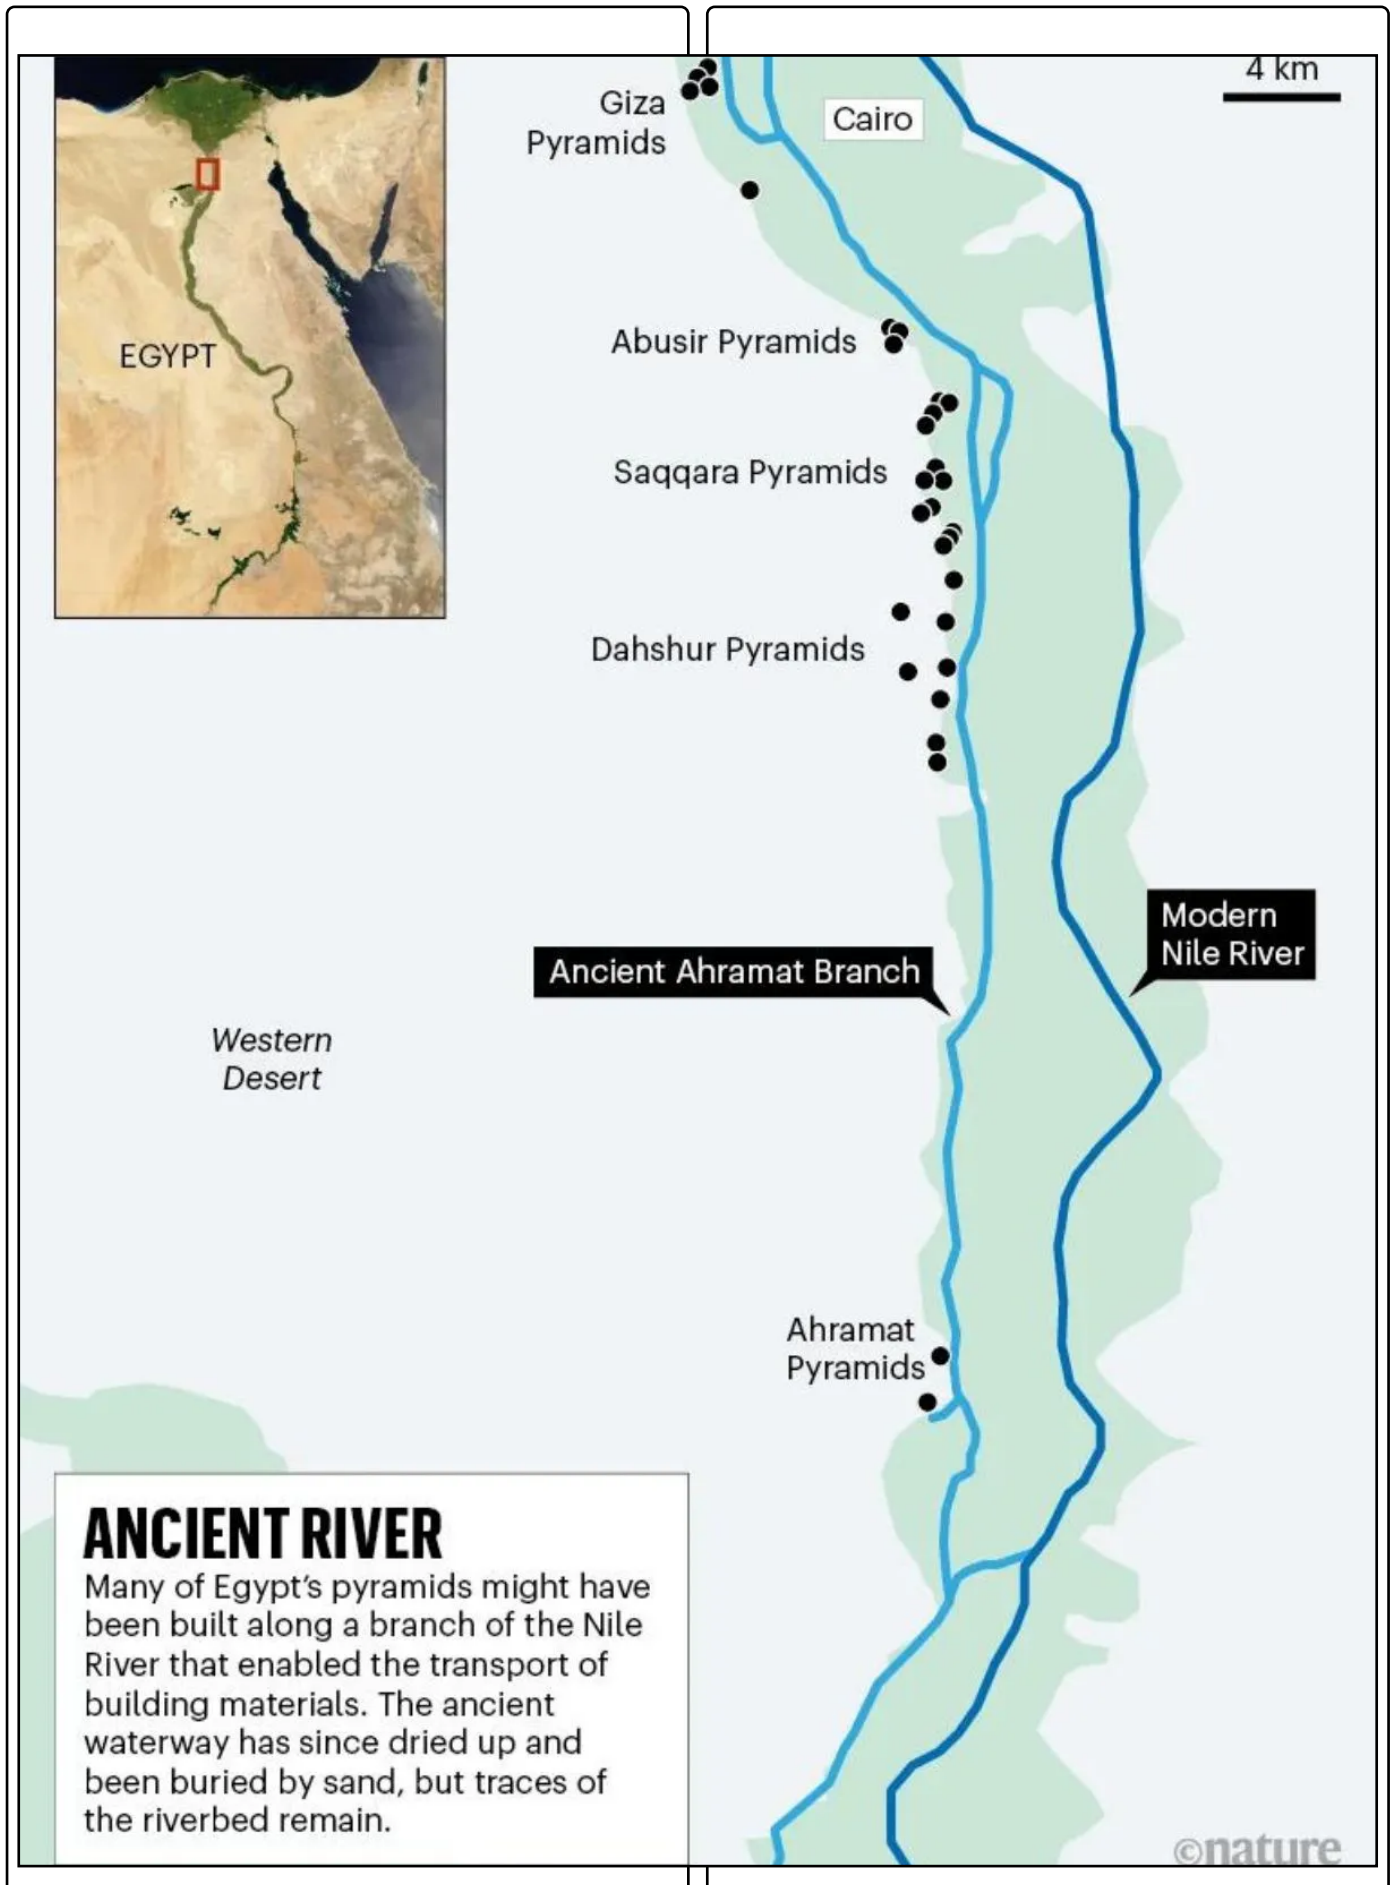 4 km
Giza
Pyramids
Cairo
Abusir Pyramids
EGYPT
Saqqara Pyramids
Dahshur Pyramids
Modern
Nile River
Ancient Ahramat Branch
Western
Desert
Ahramat
Pyramids
ANCIENT RIVER
Many of Egypt’s pyramids might have
been built along a branch of the Nile
River that enabled the transport of
building materials. The ancient
waterway has since dried up and
been buried by sand, but traces of
the riverbed remain.
©nature